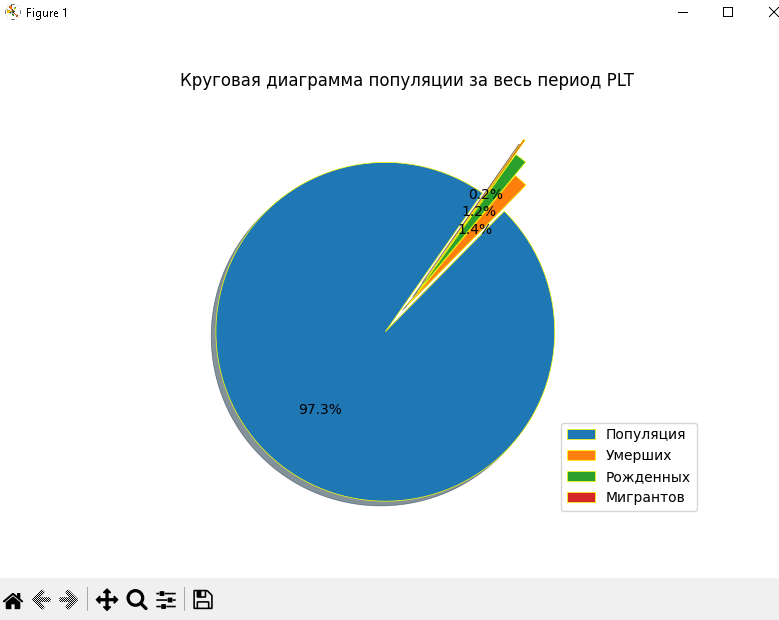 Figure 1
Круговая диаграмма популяции за весь период PLT
0.2%
1.2%
1.4%
97.3%
Популяция
Умерших
Рожденных
Мигрантов